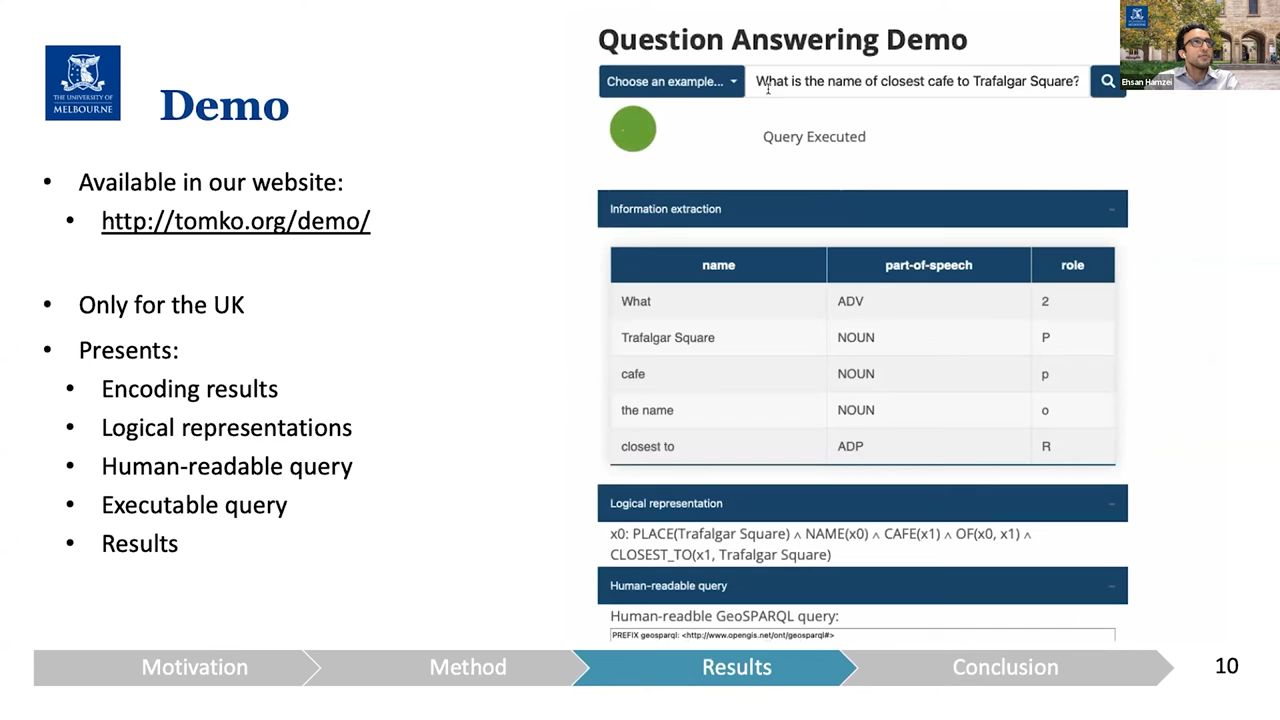 THE UNIVERSITY OF
MELBOURNE
Demo
• Available in our website:
• http://tomko.org/demo/
• Only for the UK
• Presents:
• Encoding results
• Logical representations
• Human-readable query
• Executable query
• Results
Question Answering Demo
Choose an example...
What is the name of closest cafe to Trafalgar Square?
Query Executed
Information extraction
name part-of-speech role
What ADV 2
Trafalgar Square NOUN P
cafe NOUN p
the name NOUN o
closest to ADP R
Logical representation
x0: PLACE(Trafalgar Square) ∧ NAME(x0) ∧ CAFE(x1) ∧ OF(x0, x1) ∧
CLOSEST_TO(x1, Trafalgar Square)
Human-readable query
Human-readble GeoSPARQL query:
PREFIX geosparql: <http://www.opengis.net/ont/geosparql#>
Ehsan Hamzei
Motivation
Method
Results
Conclusion
10